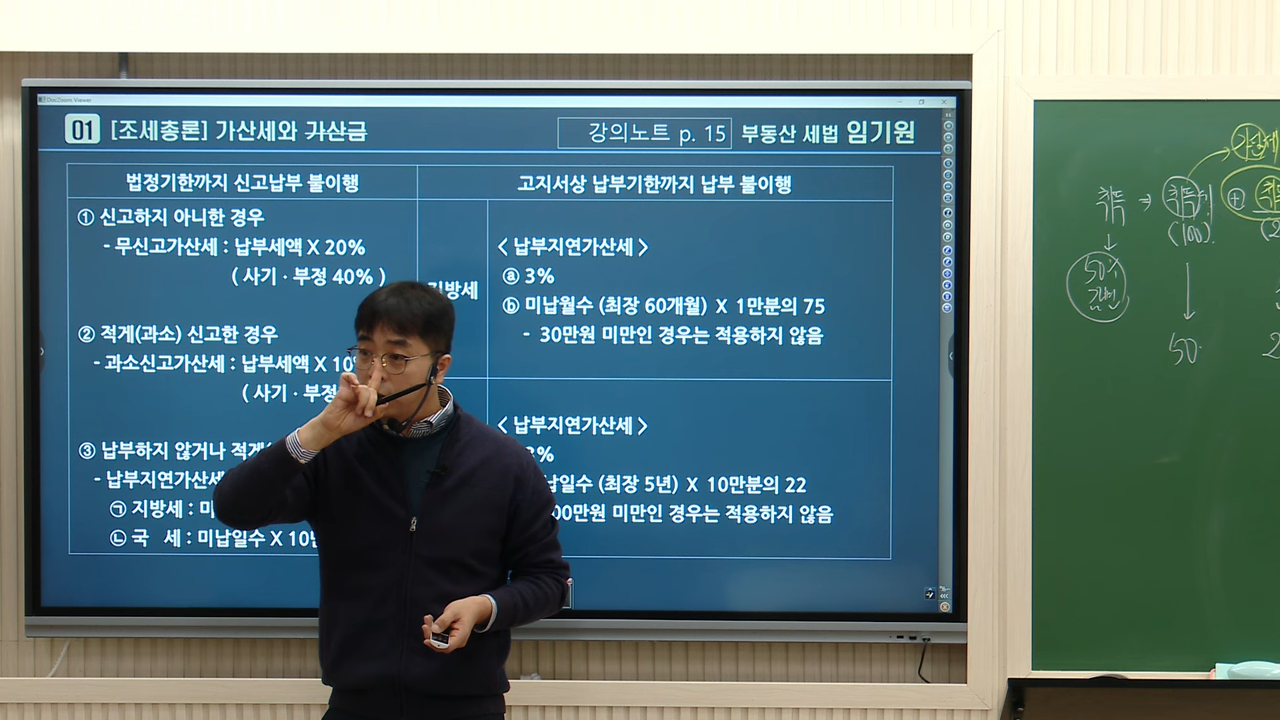 DocZoom Viewer
01 [조세총론] 가산세와 가산금
강의노트 p. 15 부동산 세법 임기원
법정기한까지 신고납부 불이행
고지서상 납부기한까지 납부 불이행
① 신고하지 아니한 경우
- 무신고가산세 : 납부세액 X 20%
( 사기 · 부정 40% )
② 적게(과소) 신고한 경우
- 과소신고가산세 : 납부세액 X 10
( 사기 · 부정
③ 납부하지 않거나 적게
- 납부지연가산세
㉠ 지방세 : 미
㉡ 국 세 : 미납일수 X 10만
지방세
< 납부지연가산세 >
ⓐ 3%
ⓑ 미납월수 (최장 60개월) X 1만분의 75
- 30만원 미만인 경우는 적용하지 않음
< 납부지연가산세 >
3%
납일수 (최장 5년) X 10만분의 22
00만원 미만인 경우는 적용하지 않음
취득 → 취득세 +
(100)
50